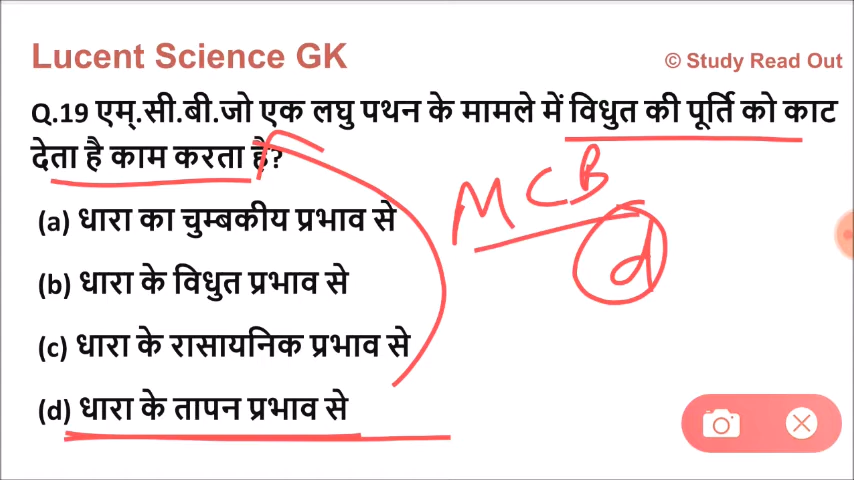 Lucent Science GK
© Study Read Out
Q.19 एम्.सी.बी.जो एक लघु पथन के मामले में विधुत की पूर्ति को काट
देता है काम करता है?
MCB
(a) धारा का चुम्बकीय प्रभाव से
d
(b) धारा के विधुत प्रभाव से
(c) धारा के रासायनिक प्रभाव से
(d) धारा के तापन प्रभाव से